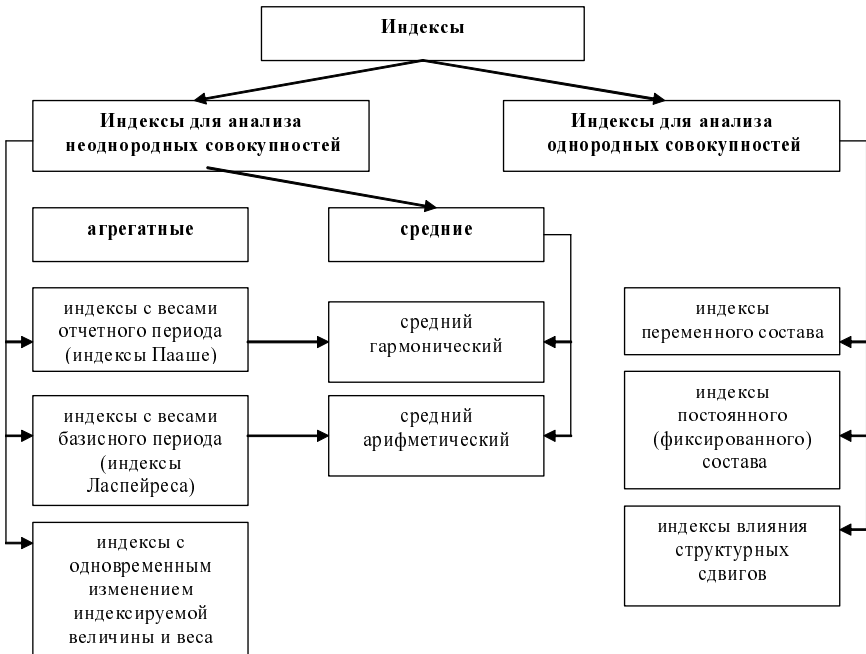 Индексы
Индексы для анализа
неоднородных совокупностей
Индексы для анализа
однородных совокупностей
агрегатные
средние
индексы с весами
отчетного периода
(индексы Пааше)
средний
гармонический
индексы
переменного состава
индексы с весами
базисного периода
(индексы
Ласпейреса)
средний
арифметический
индексы
постоянного
(фиксированного)
состава
индексы с
одновременным
изменением
индексируемой
величины и веса
индексы влияния
структурных
сдвигов